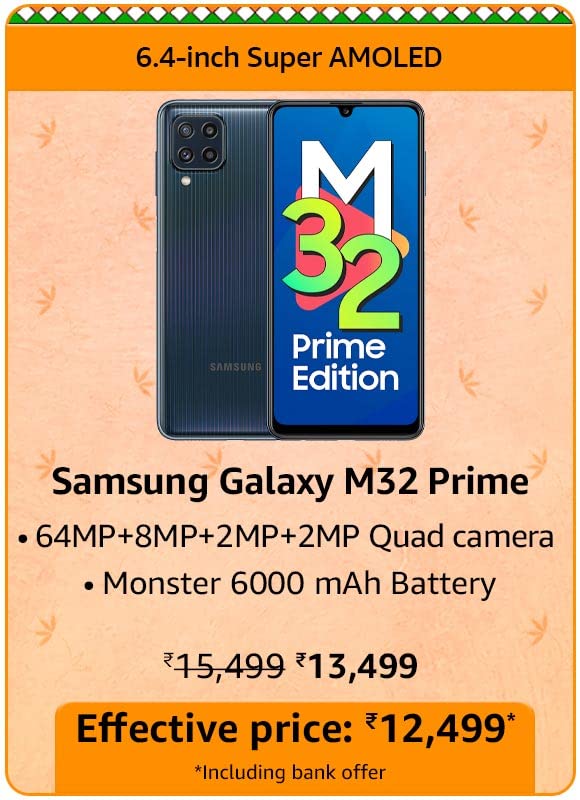 6.4-inch Super AMOLED
M
32
Prime
Edition
SAMSUNG
Samsung Galaxy M32 Prime
• 64MP+8MP+2MP+2MP Quad camera
• Monster 6000 mAh Battery
₹15,499 ₹13,499
Effective price: ₹12,499*
*Including bank offer